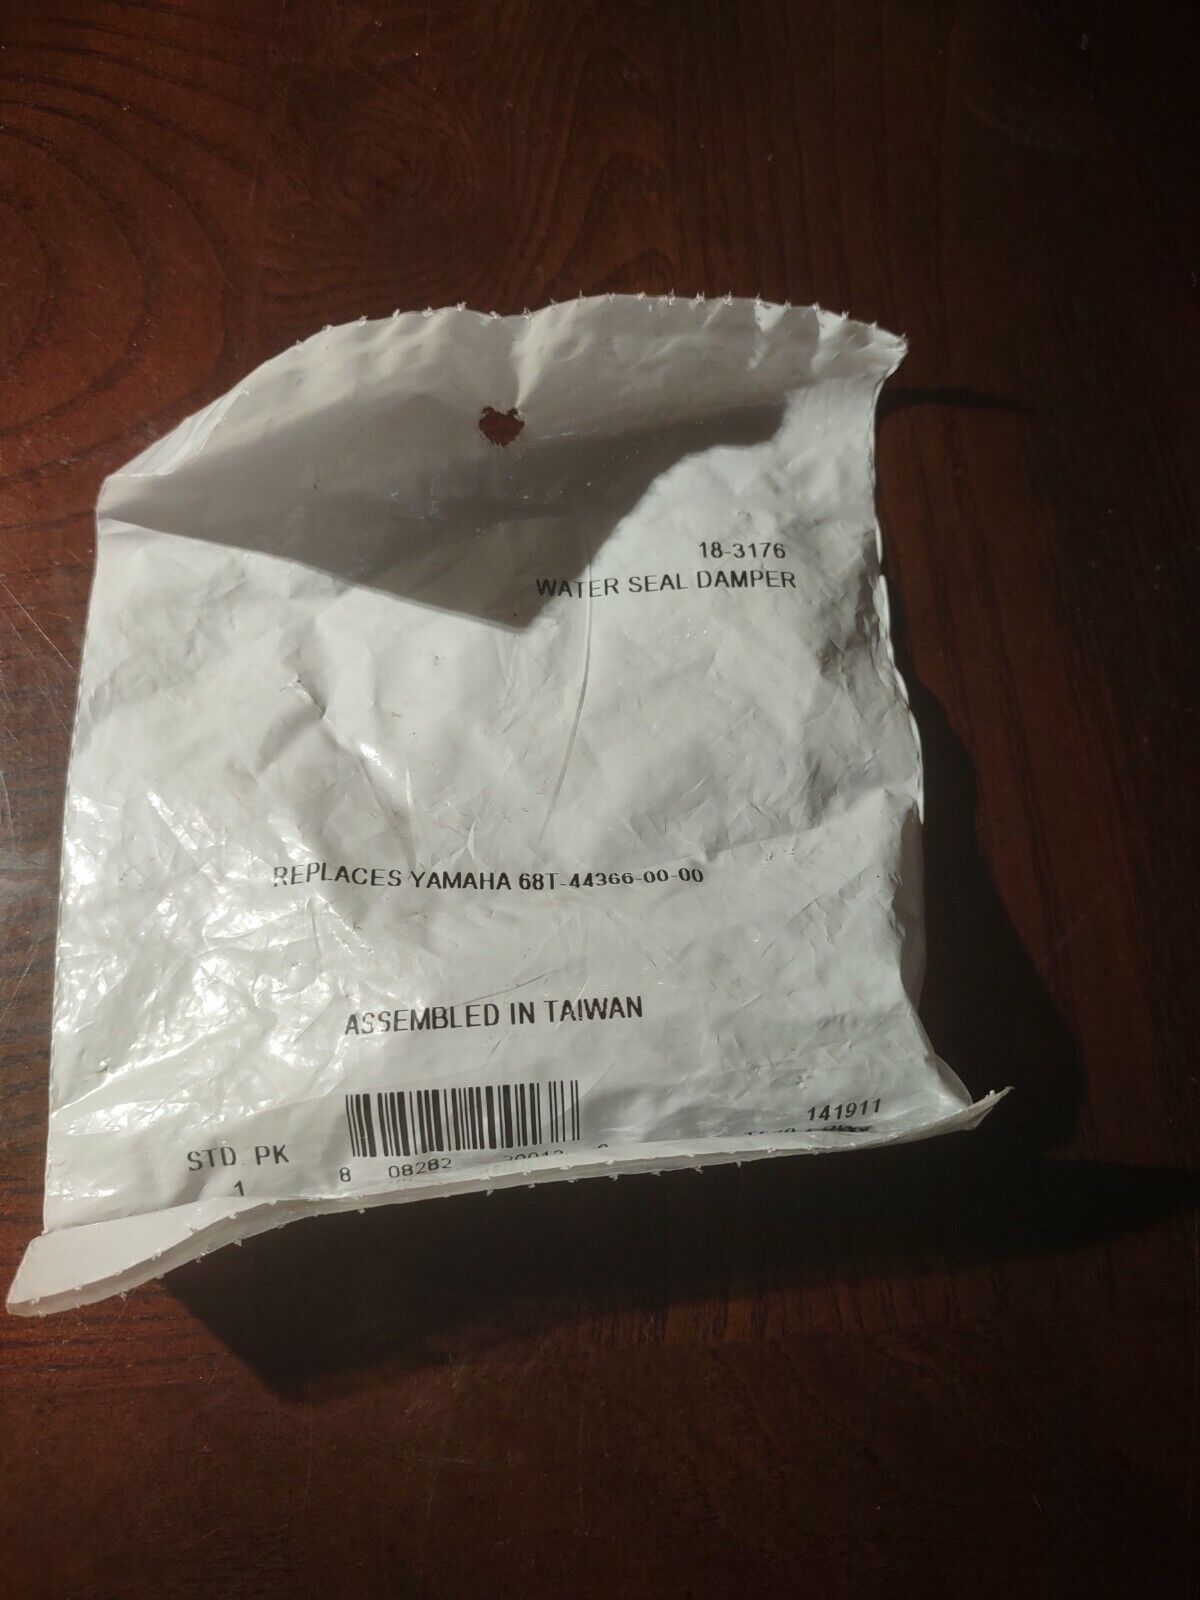 18-3176
WATER SEAL DAMPER
REPLACES YAMAHA 68T-44366-00-00
ASSEMBLED IN TAIWAN
STD. PK
1
8 08282
141911